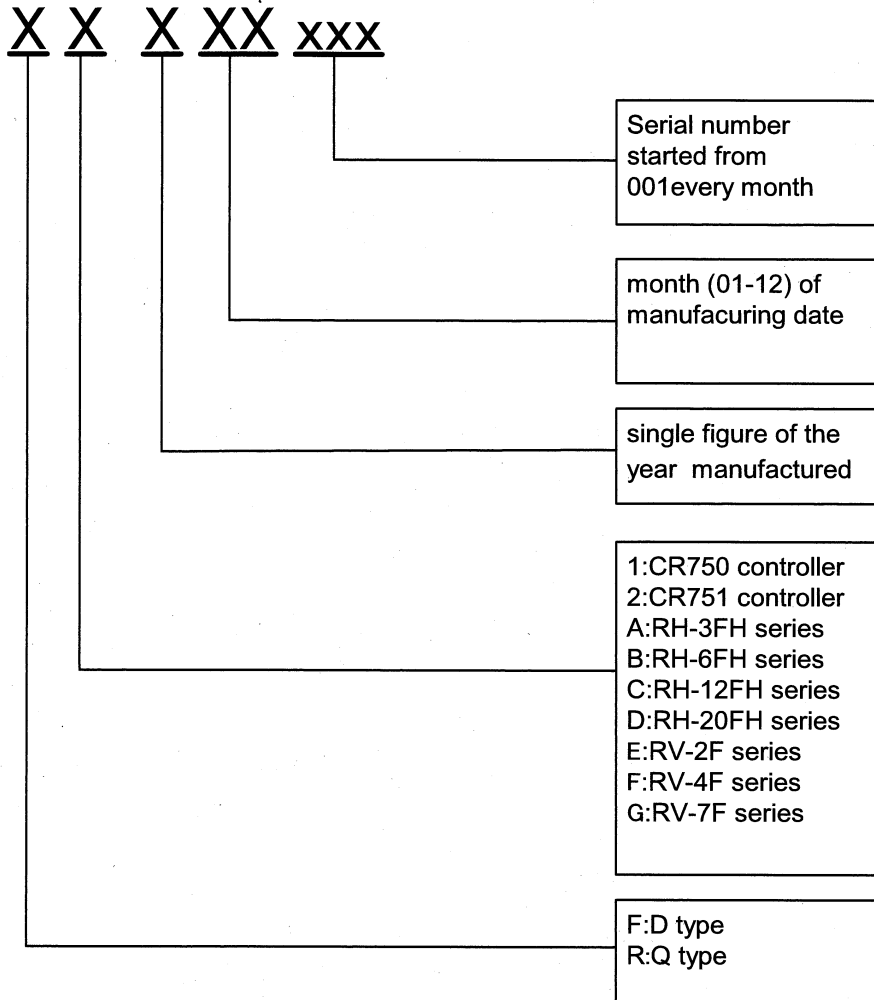 X X X XX xxx
Serial number
started from
001every month
month (01-12) of
manufacuring date
single figure of the
year manufactured
1:CR750 controller
2:CR751 controller
A:RH-3FH series
B:RH-6FH series
C:RH-12FH series
D:RH-20FH series
E:RV-2F series
F:RV-4F series
G:RV-7F series
F:D type
R:Q type